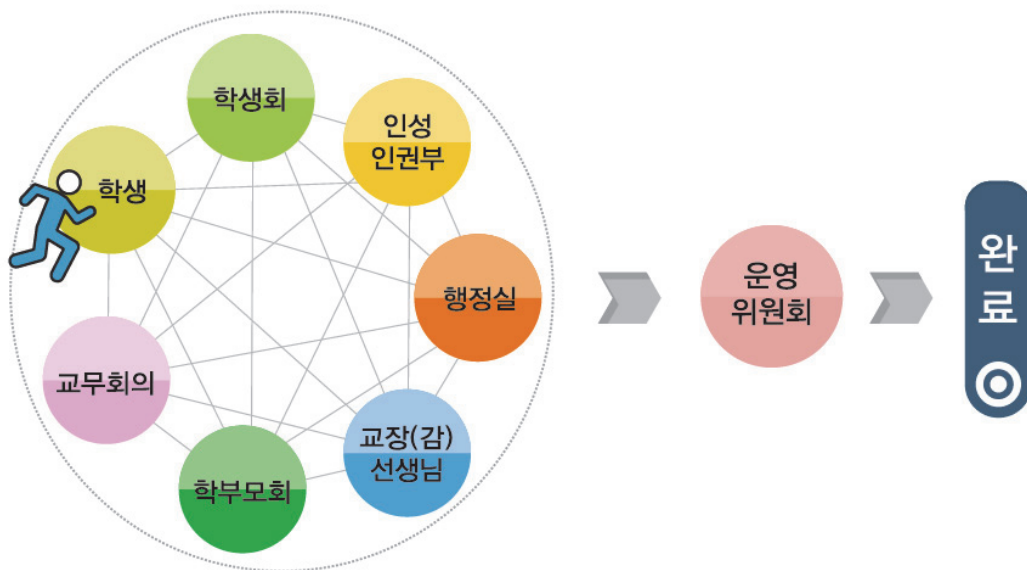 학생회
인성
인권부
학생
행정실
교무회의
교장(감)
선생님
학부모회
운영
위원회
완료